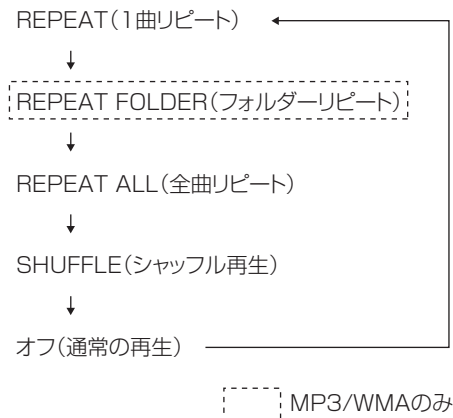 REPEAT(1曲リピート)
REPEAT FOLDER(フォルダーリピート)
REPEAT ALL(全曲リピート)
SHUFFLE(シャッフル再生)
オフ(通常の再生)
MP3/WMAのみ